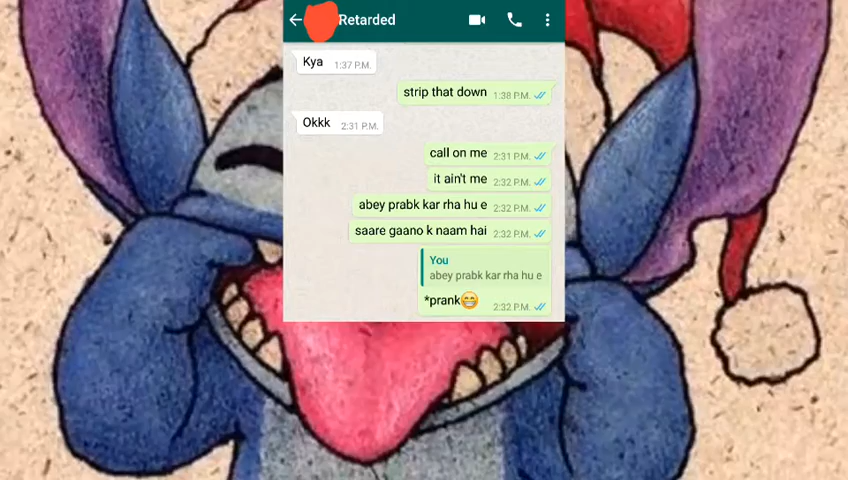 Retarded
Kya 1:37 P.M.
strip that down 1:38 P.M.
Okkk 2:31 P.M.
call on me 2:31 P.M.
it ain't me 2:32 P.M.
abey prabk kar rha hu e 2:32 P.M.
saare gaano k naam hai 2:32 P.M.
You
abey prabk kar rha hu e
*prank😁 2:32 P.M.